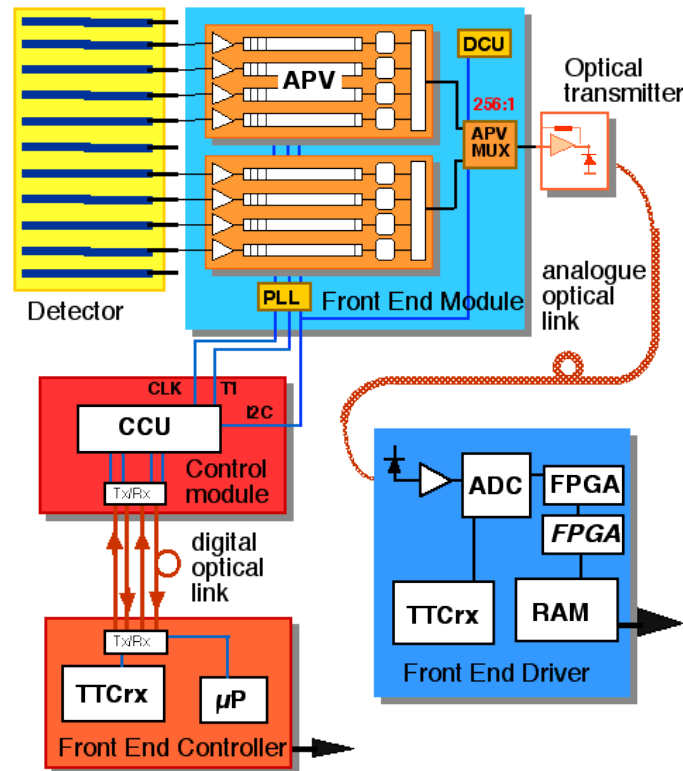 DCU
APV
256:1
APV
MUX
Optical
transmitter
PLL
Front End Module
Detector
analogue
optical
link
CLK
T1
I2C
CCU
Control
module
Tx/Rx
digital
optical
link
Tx/Rx
TTCrx
µP
Front End Controller
ADC
FPGA
FPGA
TTCrx
RAM
Front End Driver